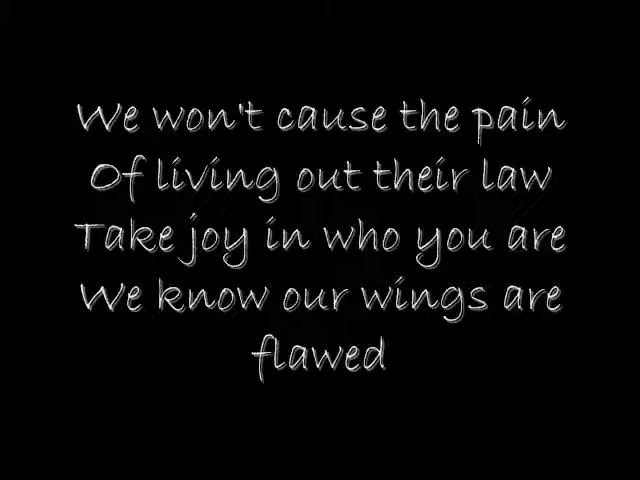 We won't cause the pain
Of living out their law
Take joy in who you are
We know our wings are
flawed